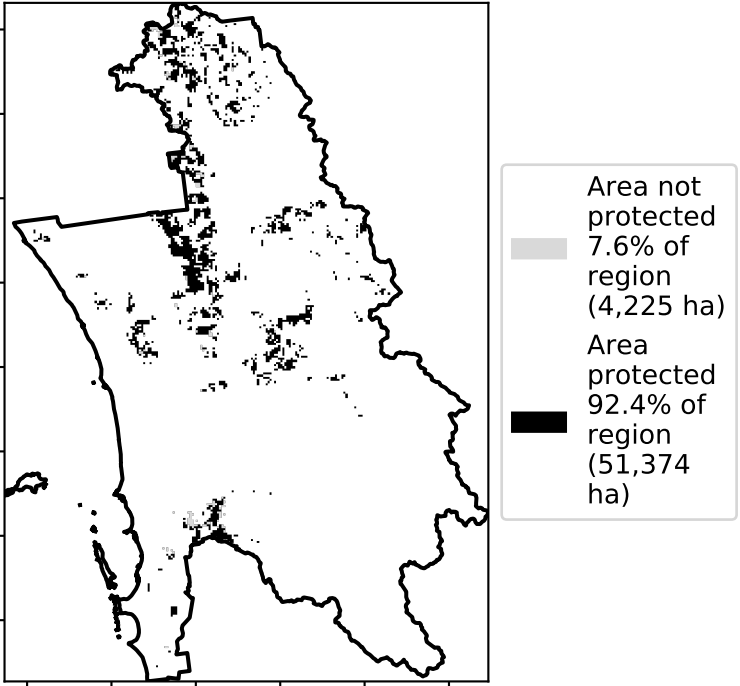 Area not
protected
7.6% of
region
(4,225 ha)
Area
protected
92.4% of
region
(51,374
ha)